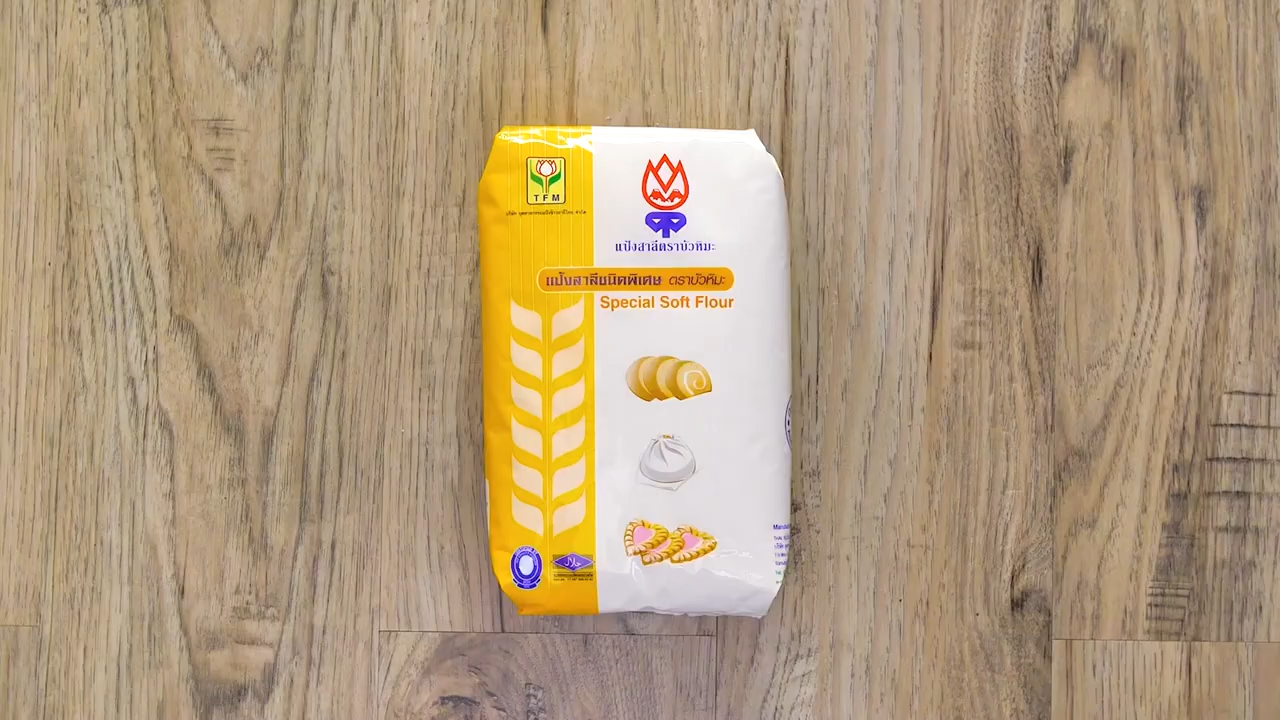 TFM
แป้งสาลีตราบัวหิมะ
แป้งสาลีชนิดพิเศษ ตราบัวหิมะ
Special Soft Flour